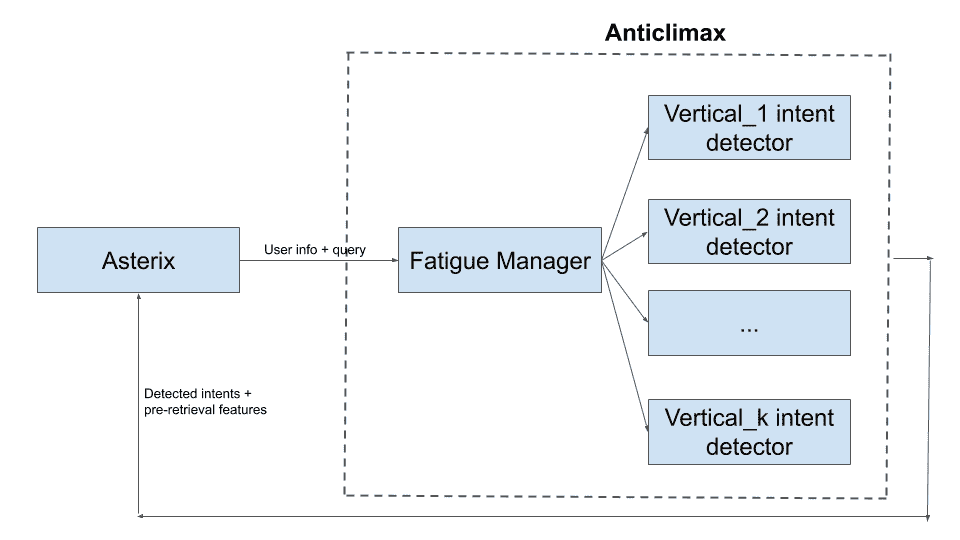 Anticlimax
Vertical_1 intent
detector
Vertical_2 intent
detector
Asterix
User info + query
Fatigue Manager
...
Detected intents +
pre-retrieval features
Vertical_k intent
detector